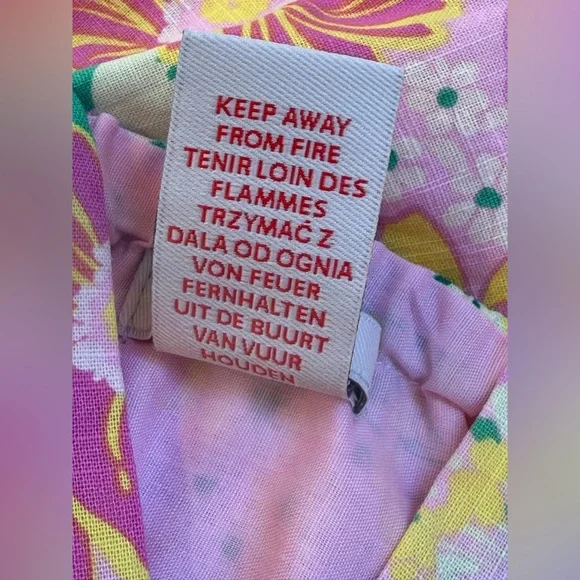 KEEP AWAY
FROM FIRE
TENIR LOIN DES
FLAMMES
TRZYMAĆ Z
DALA OD OGNIA
VON FEUER
FERNHALTEN
UIT DE BUURT
VAN VUUR
HOUDEN